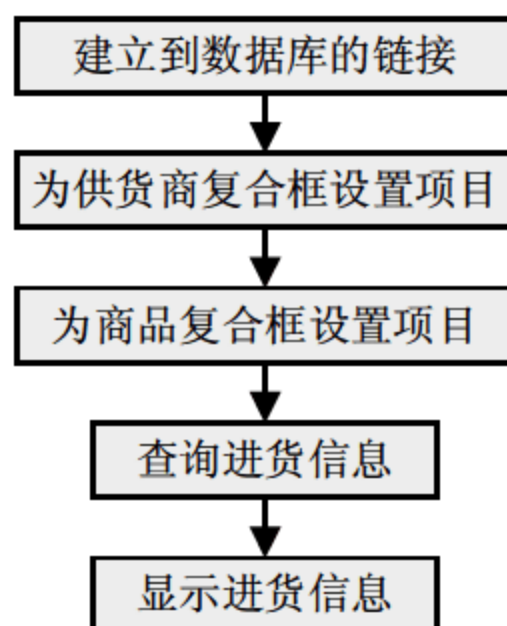 建立到数据库的链接
为供货商复合框设置项目
为商品复合框设置项目
查询进货信息
显示进货信息